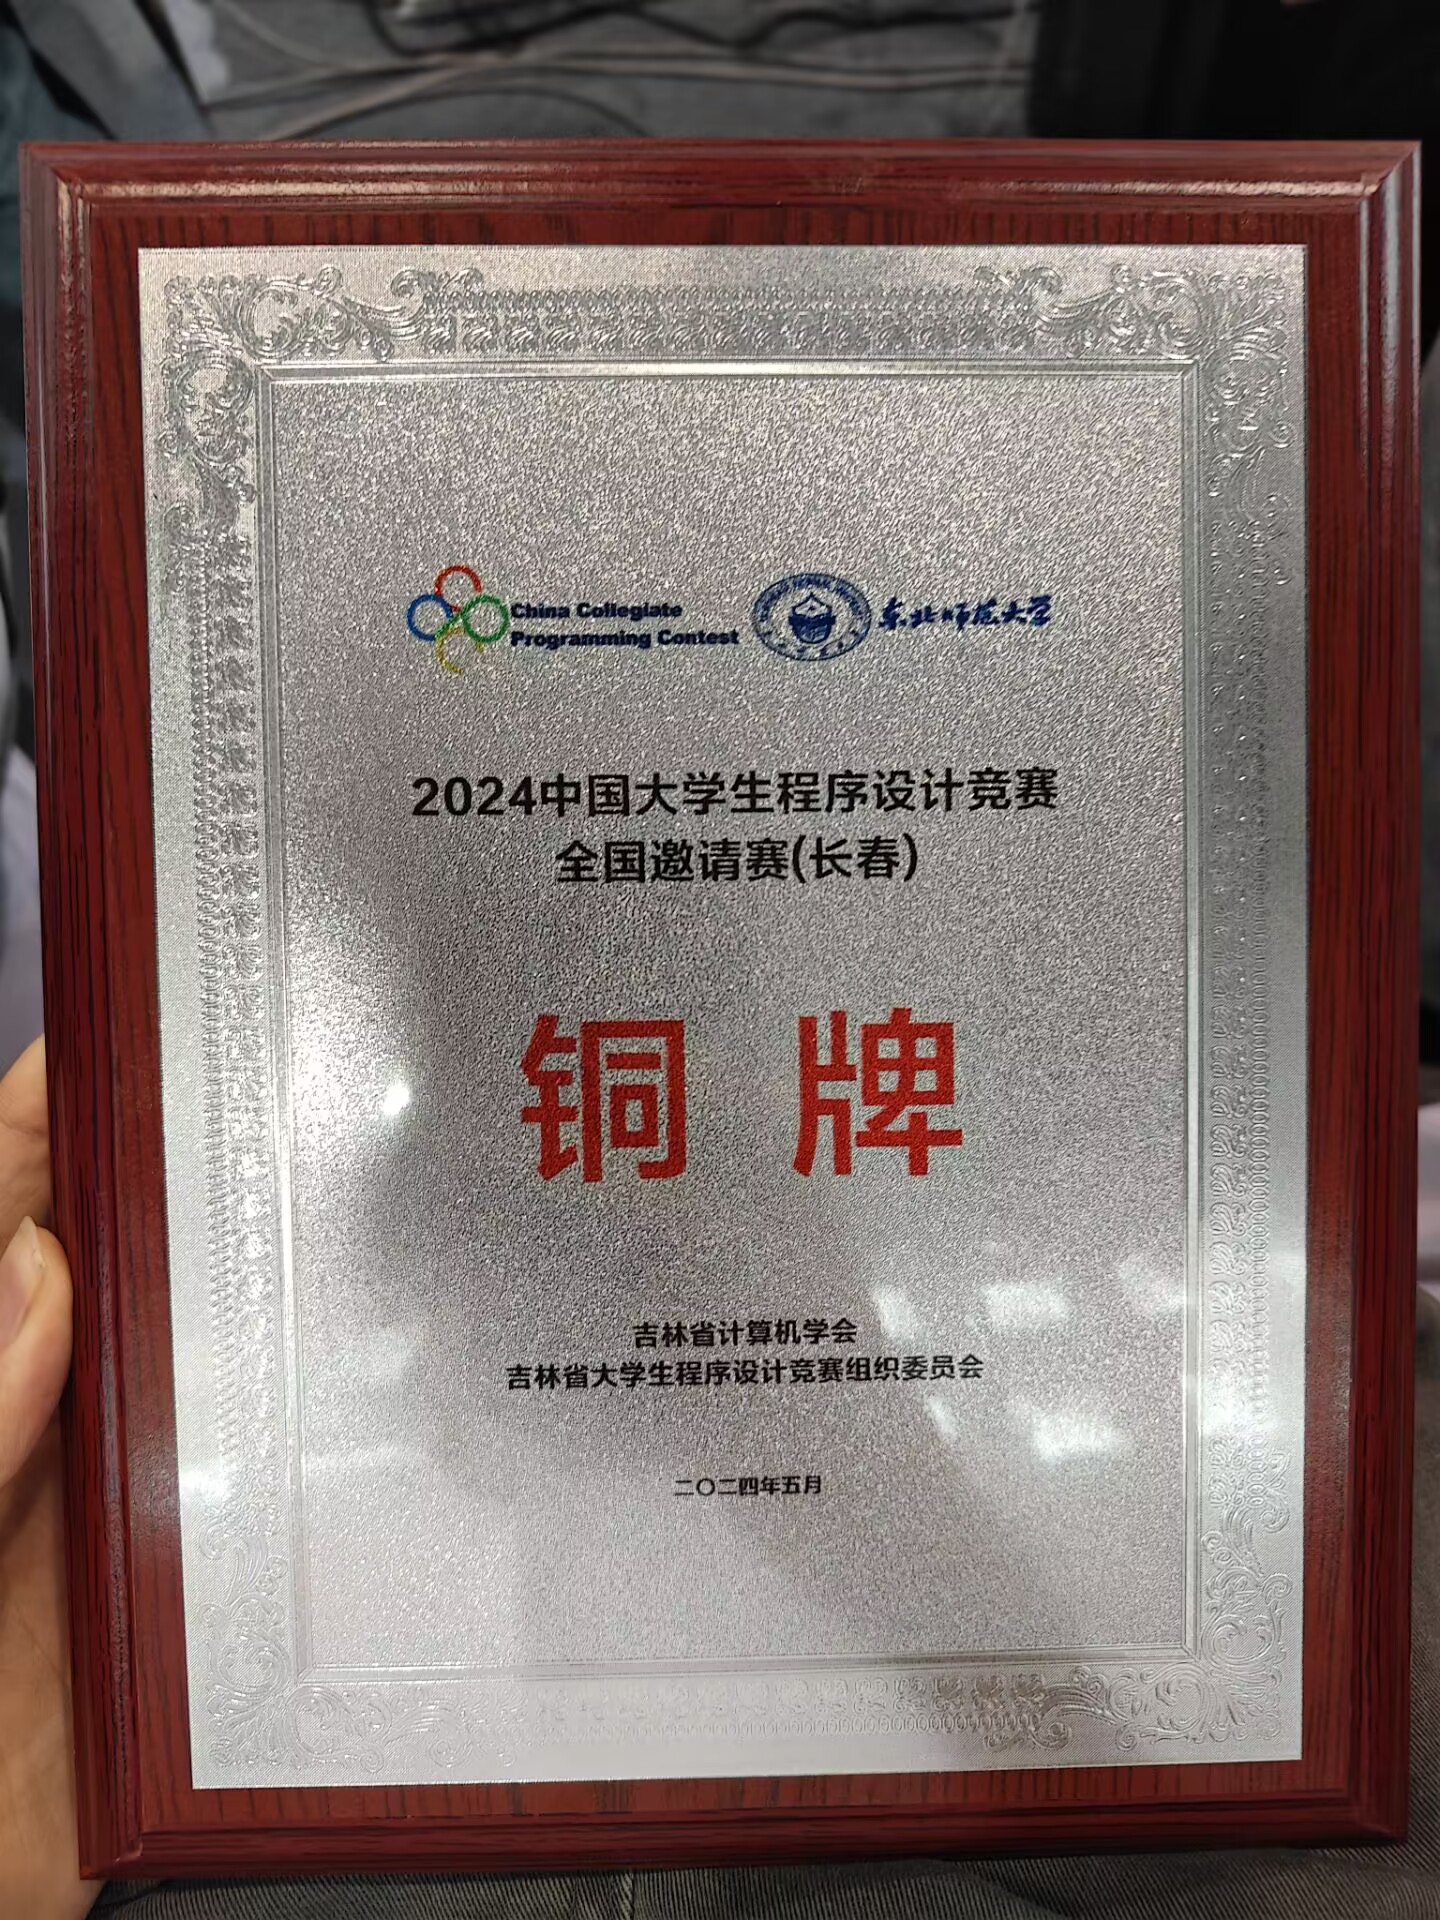 China Collegiate
Programming Contest
东北师范大学
2024中国大学生程序设计竞赛
全国邀请赛(长春)
铜 牌
吉林省计算机学会
吉林省大学生程序设计竞赛组织委员会
二〇二四年五月